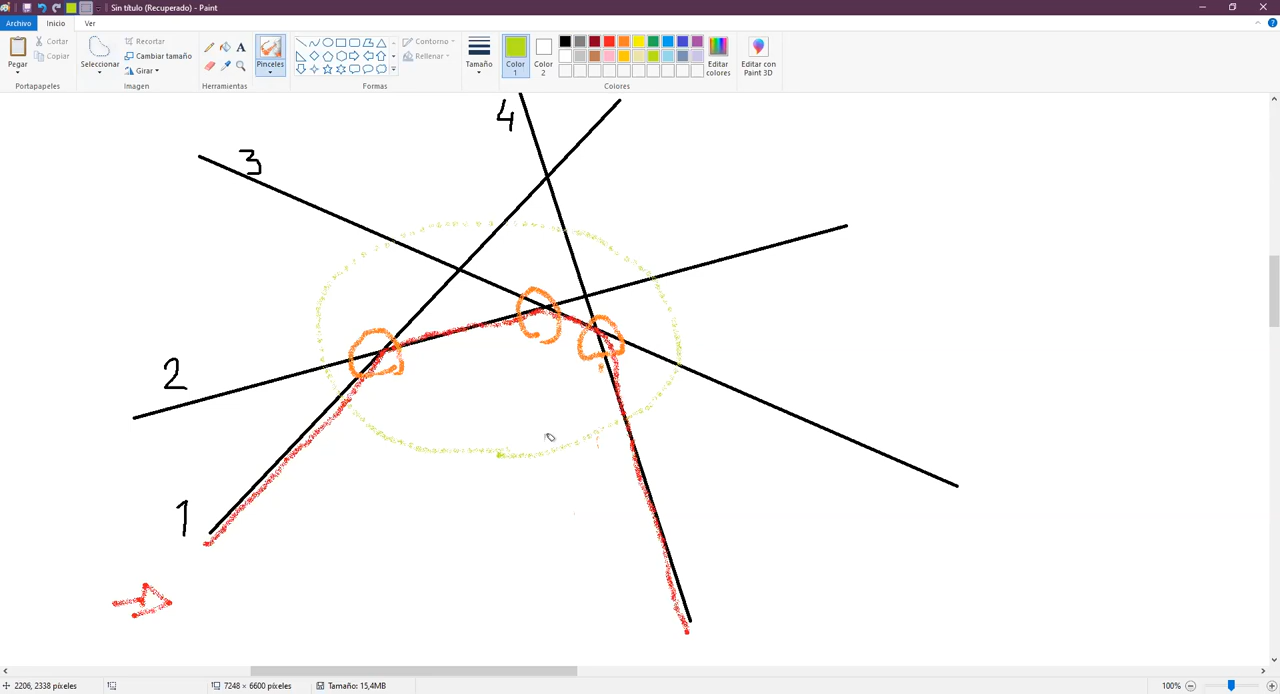 Sin título (Recuperado) - Paint
Archivo Inicio Ver
Pegar
Cortar
Copiar
Portapapeles
Seleccionar
Recortar
Cambiar tamaño
Girar
Imagen
A
Herramientas
Pinceles
Contorno
Rellenar
Formas
Tamaño
Color
1
Color
2
Editar
colores
Colores
Editar con
Paint 3D
4
3
2
1
2206, 2338 píxeles
7248 × 6600 píxeles
Tamaño: 15,4MB
100%